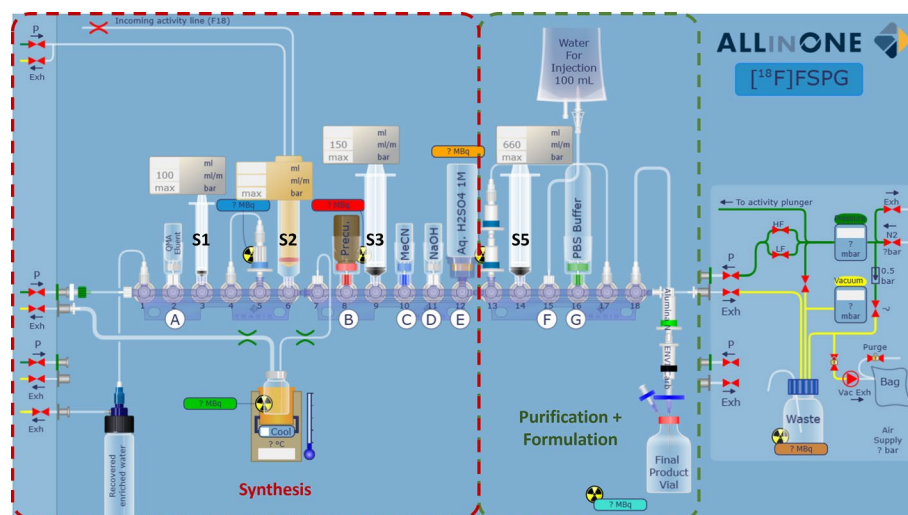 P
Exh
Incoming activity line (F18)
Water
For
Injection
100 mL
ALLINONE
[18F]FSPG
100
max
ml
ml/m
bar
S1
QMA
Eluent
max
ml
ml/m
bar
? MBq
S2
? MBq
150
max
ml
ml/m
bar
Precu.
S3
MeCN
NaOH
? MBq
Aq. H2SO4 1M
660
max
ml
ml/m
bar
S5
PBS Buffer
1
2
3
4
5
6
7
8
9
10
11
12
13
14
15
16
17
18
A
B
C
D
E
F
G
P
Exh
P
Exh
Exh
Recovered
enriched water
? MBq
Cool
? ºC
Synthesis
Purification +
Formulation
Alumina N
Final
Product
Vial
? MBq
P
Exh
P
Exh
To activity plunger
HF
LF
?
mbar
Exh
N2
?bar
0.5
bar
Vacuum
?
mbar
?
Purge
Vac Exh
Bag
Waste
? MBq
Air
Supply
? bar